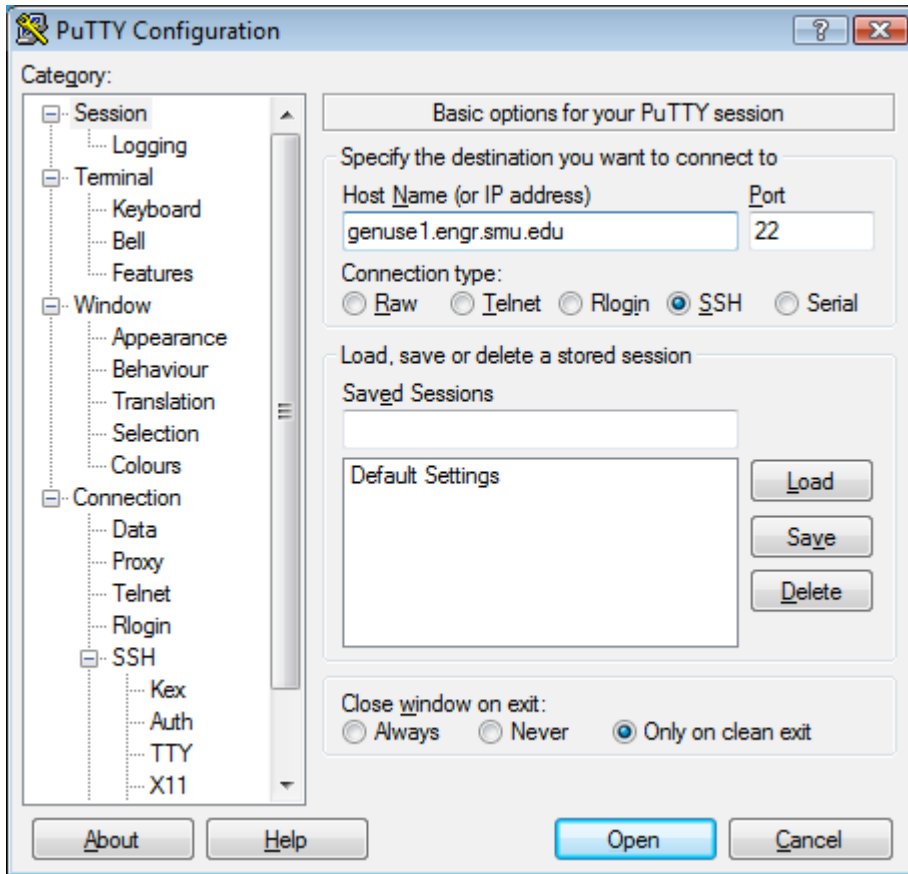 PuTTY Configuration
Category:
Session
Logging
Terminal
Keyboard
Bell
Features
Window
Appearance
Behaviour
Translation
Selection
Colours
Connection
Data
Proxy
Telnet
Rlogin
SSH
Kex
Auth
TTY
X11
Basic options for your PuTTY session
Specify the destination you want to connect to
Host Name (or IP address) Port
genuse1.engr.smu.edu 22
Connection type:
Raw Telnet Rlogin SSH Serial
Load, save or delete a stored session
Saved Sessions
Default Settings
Load
Save
Delete
Close window on exit:
Always Never Only on clean exit
About Help Open Cancel